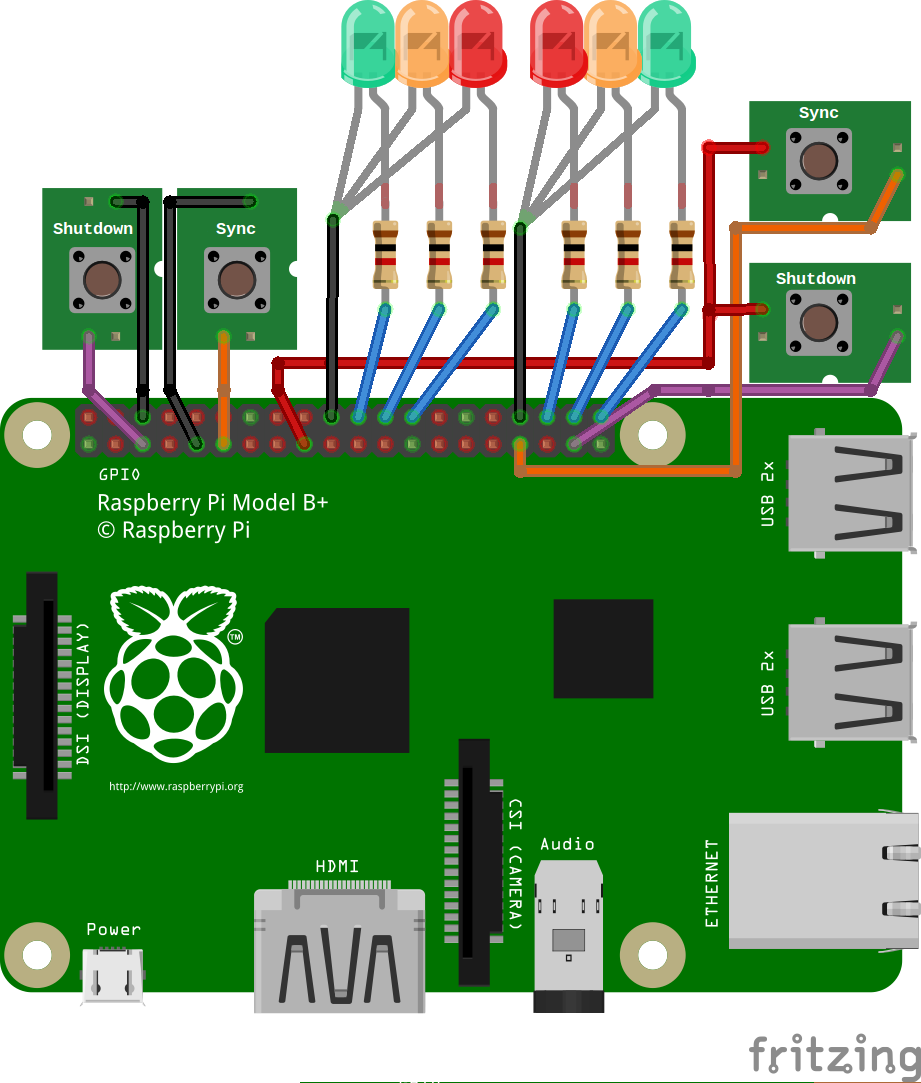 Sync
Shutdown
Sync
Shutdown
GPIO
Raspberry Pi Model B+
© Raspberry Pi
USB 2x
DSI (DISPLAY)
TM
USB 2x
http://www.raspberrypi.org
CSI (CAMERA)
Audio
ETHERNET
HDMI
Power
fritzing